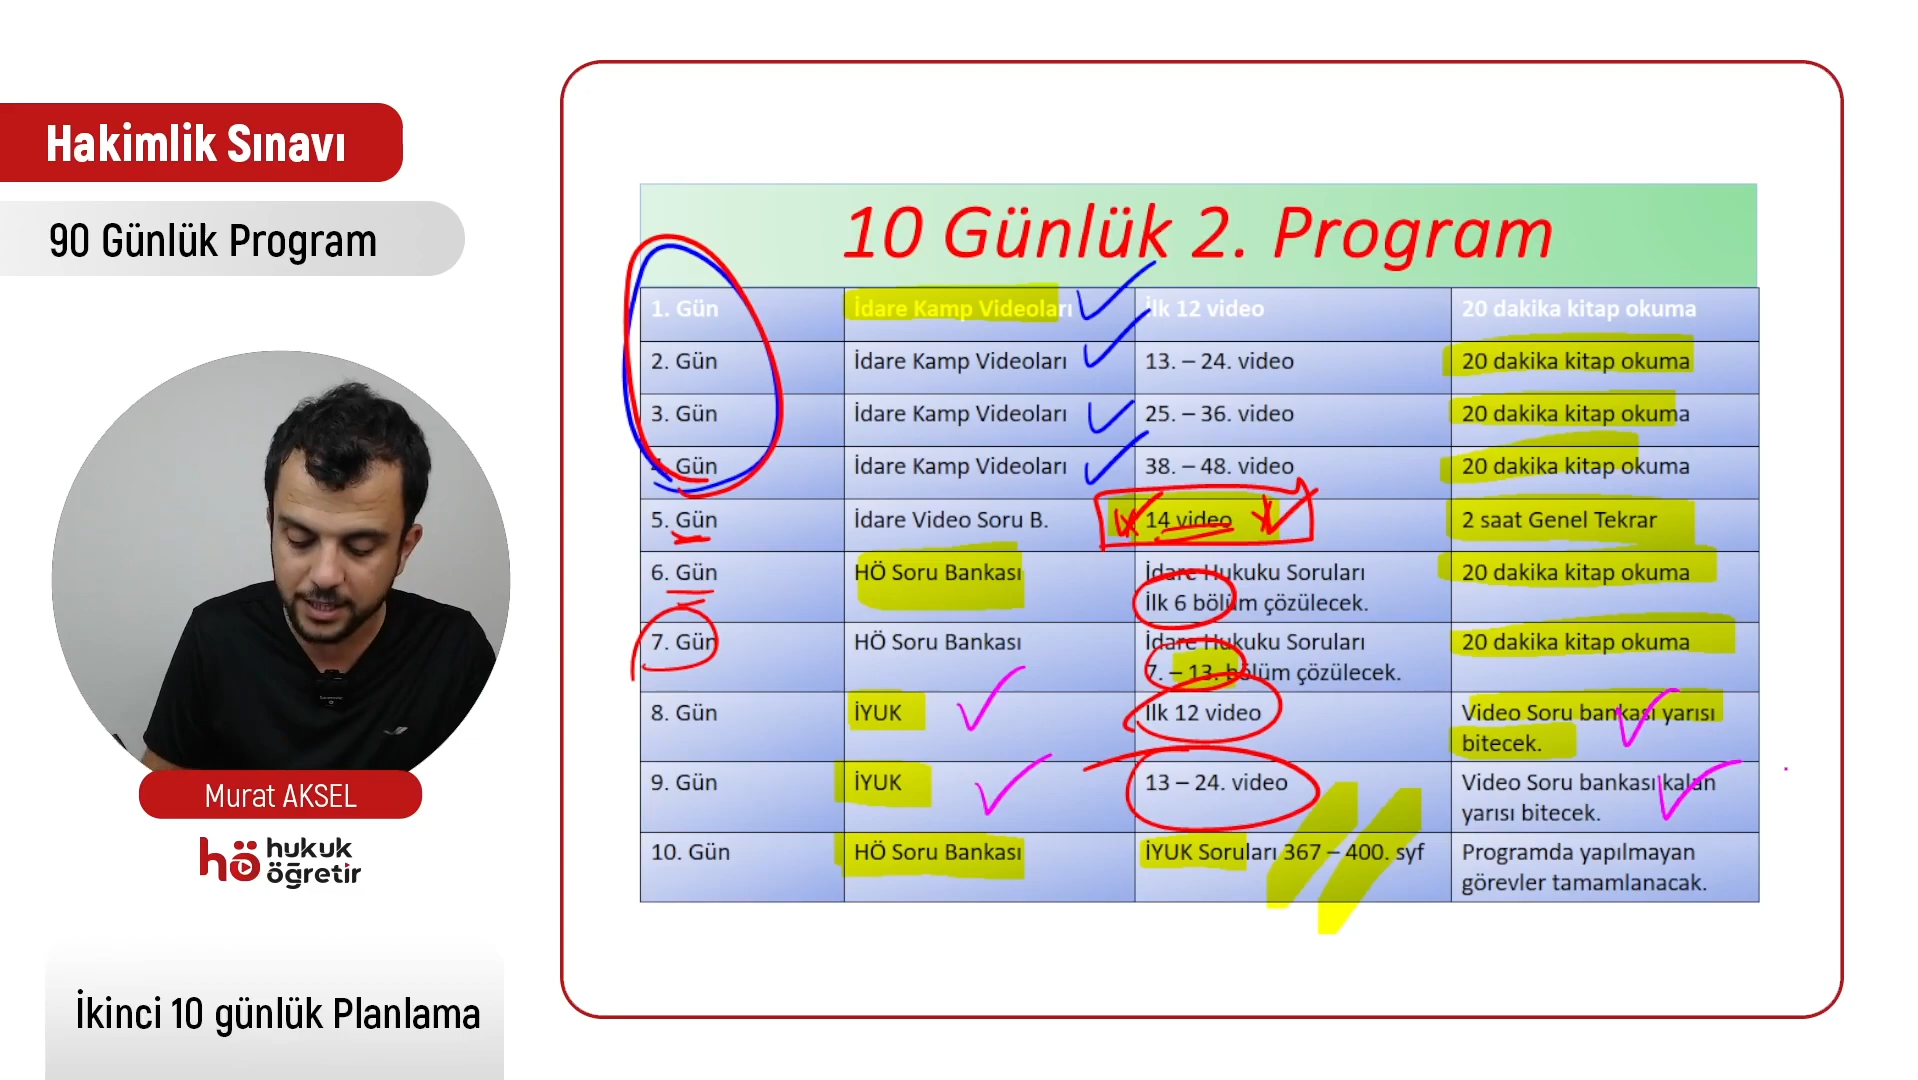 Hakimlik Sınavı
90 Günlük Program
Murat AKSEL
hö hukuk
öğretir
İkinci 10 günlük Planlama
10 Günlük 2. Program
1. Gün İdare Kamp Videoları İlk 12 video 20 dakika kitap okuma
2. Gün İdare Kamp Videoları 13. – 24. video 20 dakika kitap okuma
3. Gün İdare Kamp Videoları 25. – 36. video 20 dakika kitap okuma
4. Gün İdare Kamp Videoları 38. – 48. video 20 dakika kitap okuma
5. Gün İdare Video Soru B. 14 video 2 saat Genel Tekrar
6. Gün HÖ Soru Bankası İdare Hukuku Soruları 20 dakika kitap okuma
İlk 6 bölüm çözülecek.
7. Gün HÖ Soru Bankası İdare Hukuku Soruları 20 dakika kitap okuma
7. – 13. bölüm çözülecek.
8. Gün İYUK İlk 12 video Video Soru bankası yarısı
bitecek.
9. Gün İYUK 13 – 24. video Video Soru bankası kalan
yarısı bitecek.
10. Gün HÖ Soru Bankası İYUK Soruları 367 – 400. syf Programda yapılmayan
görevler tamamlanacak.